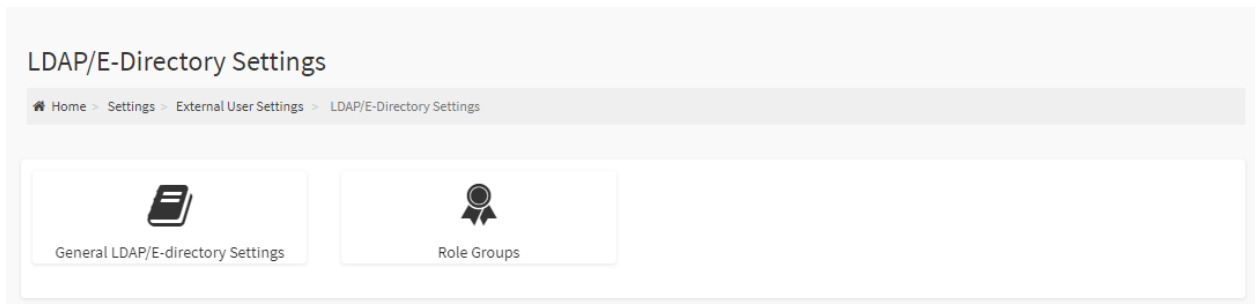 LDAP/E-Directory Settings
Home > Settings > External User Settings > LDAP/E-Directory Settings
General LDAP/E-directory Settings
Role Groups